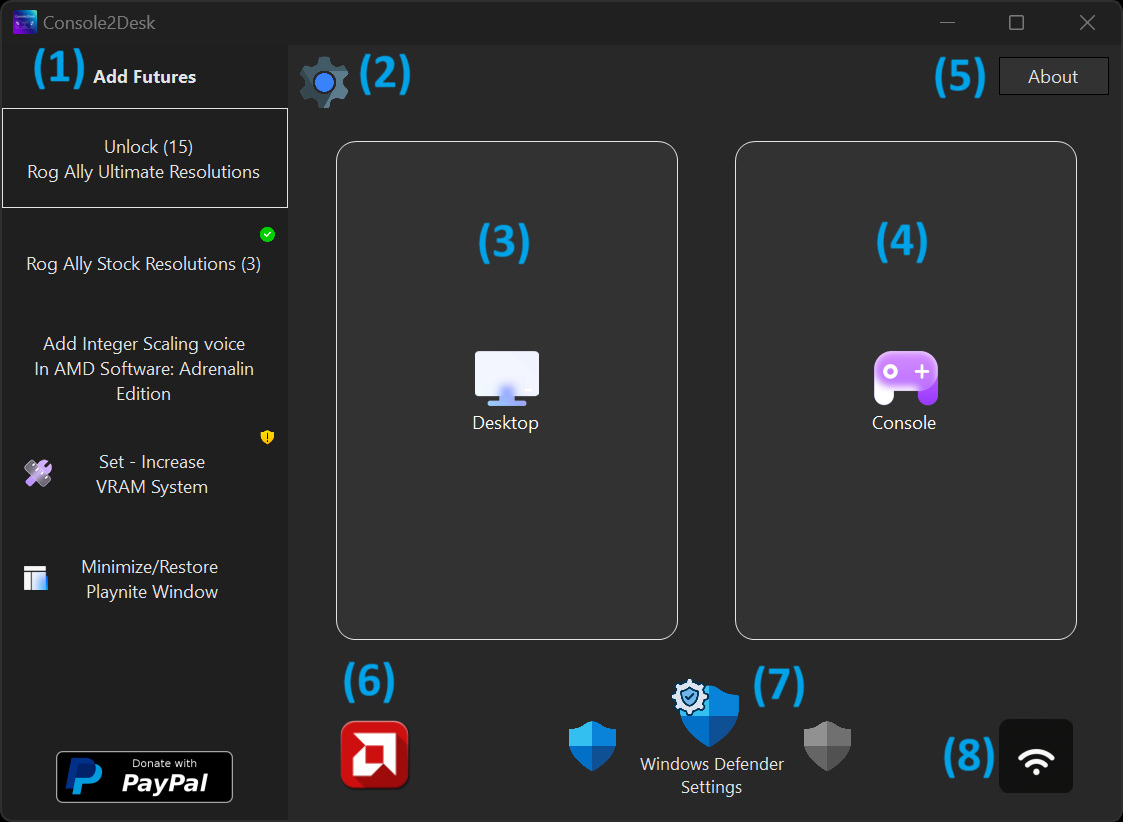 Console2Desk
(1) Add Futures
(2)
(5) About
Unlock (15)
Rog Ally Ultimate Resolutions
Rog Ally Stock Resolutions (3)
Add Integer Scaling voice
In AMD Software: Adrenalin
Edition
Set - Increase
VRAM System
Minimize/Restore
Playnite Window
Donate with
PayPal
(3)
Desktop
(4)
Console
(6)
(7)
Windows Defender
Settings
(8)